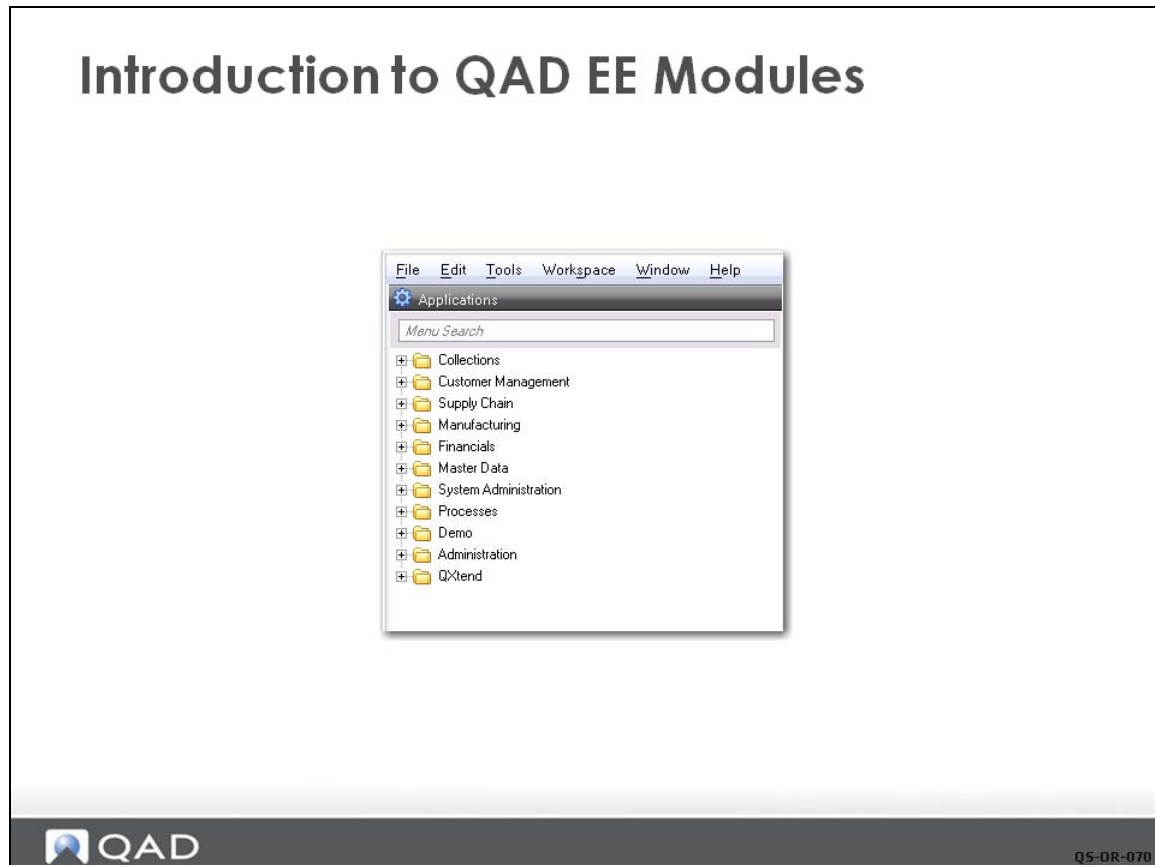 Introduction to QAD EE Modules
File Edit Tools Workspace Window Help
Applications
Menu Search
Collections
Customer Management
Supply Chain
Manufacturing
Financials
Master Data
System Administration
Processes
Demo
Administration
QXtend
QAD
QS-OR-070